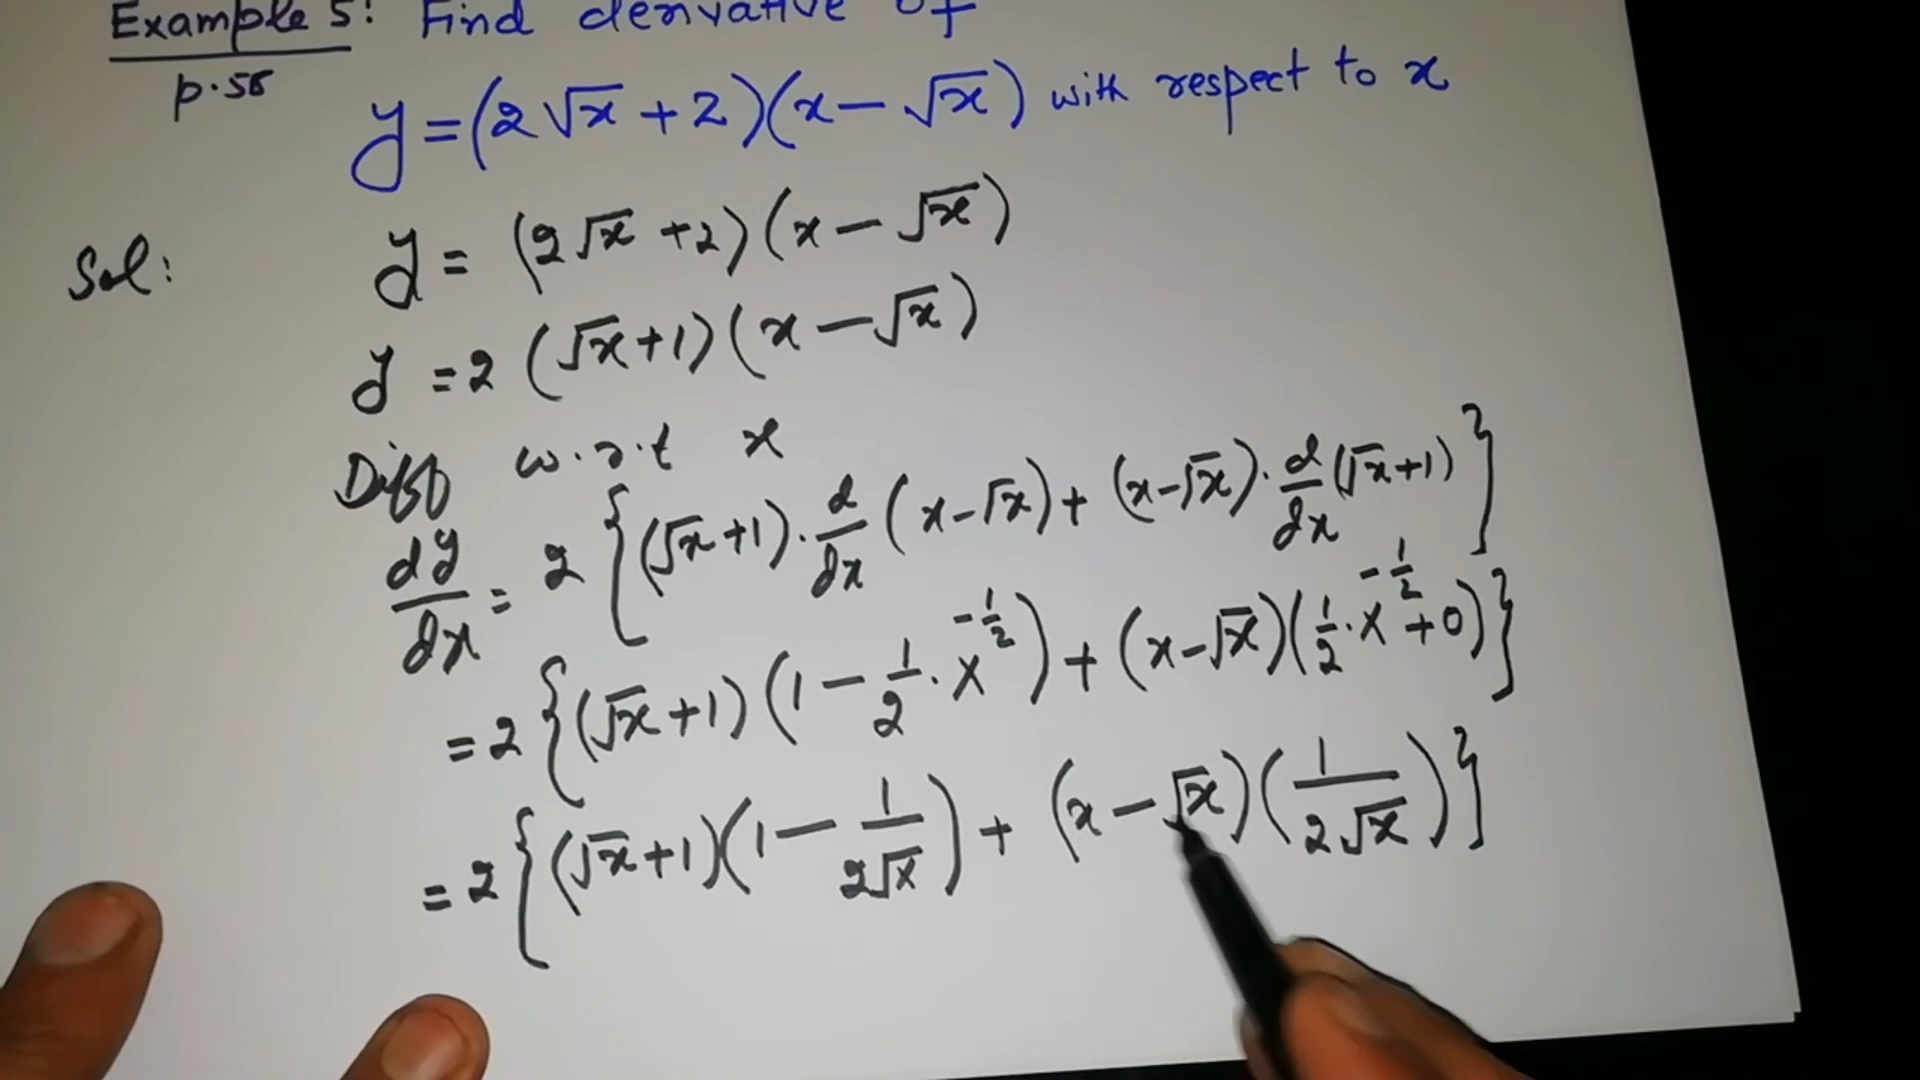 Example 5: Find derivative of
p.58
y = (2√x + 2)(x − √x) with respect to x
Sol: y = (2√x + 2)(x − √x)
y = 2 (√x + 1)(x − √x)
Diff w.r.t x
dy/dx = 2 {(√x + 1) · d/dx (x − √x) + (x − √x) · d/dx (√x + 1)}
= 2 {(√x + 1)(1 − 1/2 · x^(−1/2)) + (x − √x)(1/2 · x^(−1/2) + 0)}
= 2 {(√x + 1)(1 − 1/(2√x)) + (x − √x)(1/(2√x))}